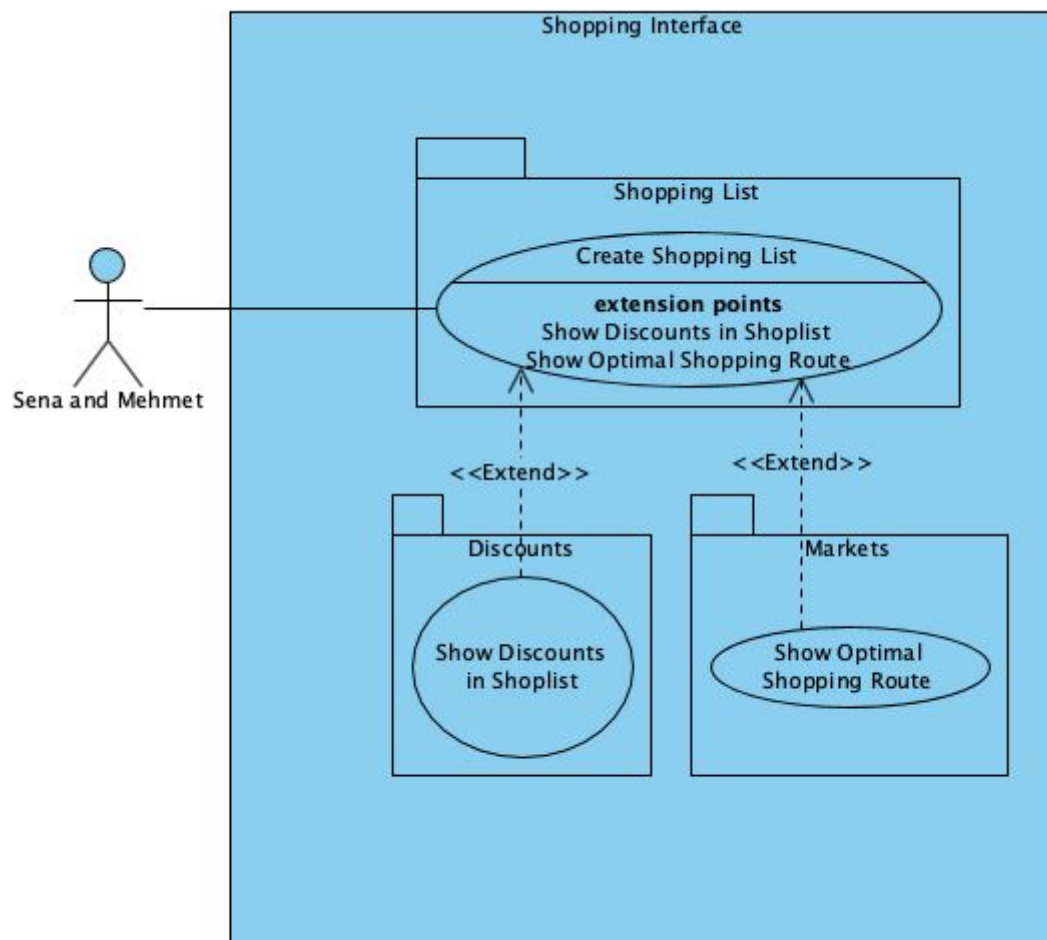 Shopping Interface
Shopping List
Create Shopping List
extension points
Show Discounts in Shoplist
Show Optimal Shopping Route
Sena and Mehmet
<<Extend>>
<<Extend>>
Discounts
Markets
Show Discounts
in Shoplist
Show Optimal
Shopping Route